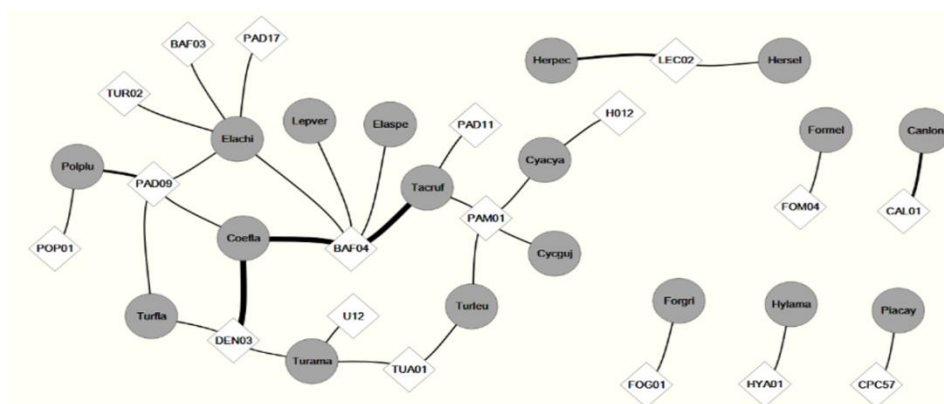 BAF03
PAD17
Herpec
LEC02
Hersel
TUR02
Lepver
Elaspe
PAD11
H012
Elachi
Formel
Canlon
Polplu
PAD09
Cyacya
Tacruf
PAM01
FOM04
CAL01
POP01
Coefla
BAF04
Cycguj
Turfla
U12
Turleu
Forgri
Hylama
Piacay
DEN03
Turama
TUA01
FOG01
HYA01
CPC57